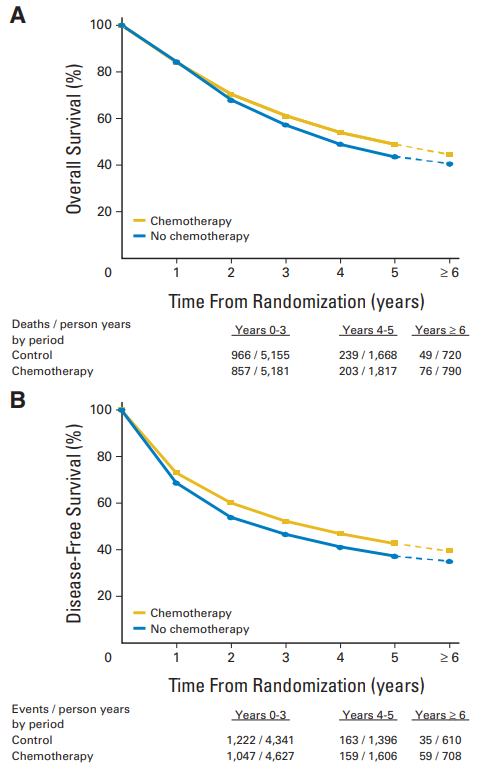 A
Overall Survival (%)
100
80
60
40
20
0
Chemotherapy
No chemotherapy
1 2 3 4 5 ≥ 6
Time From Randomization (years)
Deaths / person years
by period
Years 0-3 Years 4-5 Years ≥ 6
Control 966 / 5,155 239 / 1,668 49 / 720
Chemotherapy 857 / 5,181 203 / 1,817 76 / 790
B
Disease-Free Survival (%)
100
80
60
40
20
0
Chemotherapy
No chemotherapy
1 2 3 4 5 ≥ 6
Time From Randomization (years)
Events / person years
by period
Years 0-3 Years 4-5 Years ≥ 6
Control 1,222 / 4,341 163 / 1,396 35 / 610
Chemotherapy 1,047 / 4,627 159 / 1,606 59 / 708